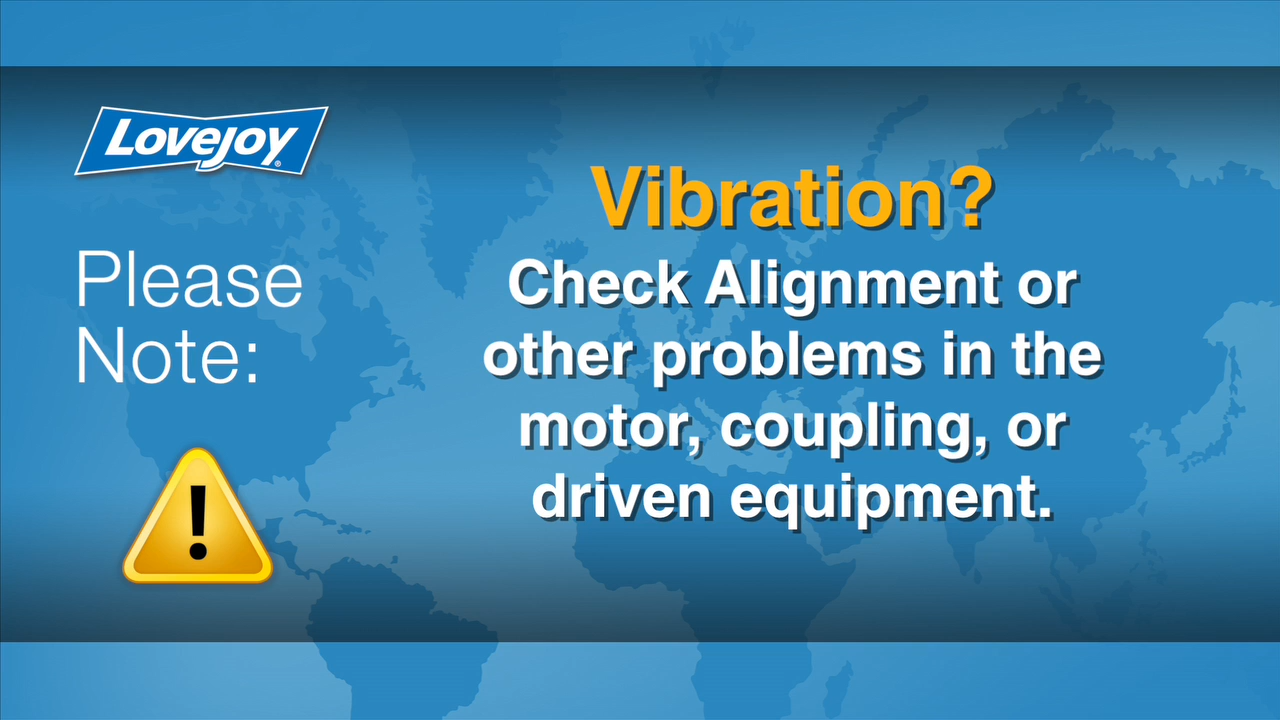 Lovejoy®
Please
Note:
!
Vibration?
Check Alignment or
other problems in the
motor, coupling, or
driven equipment.